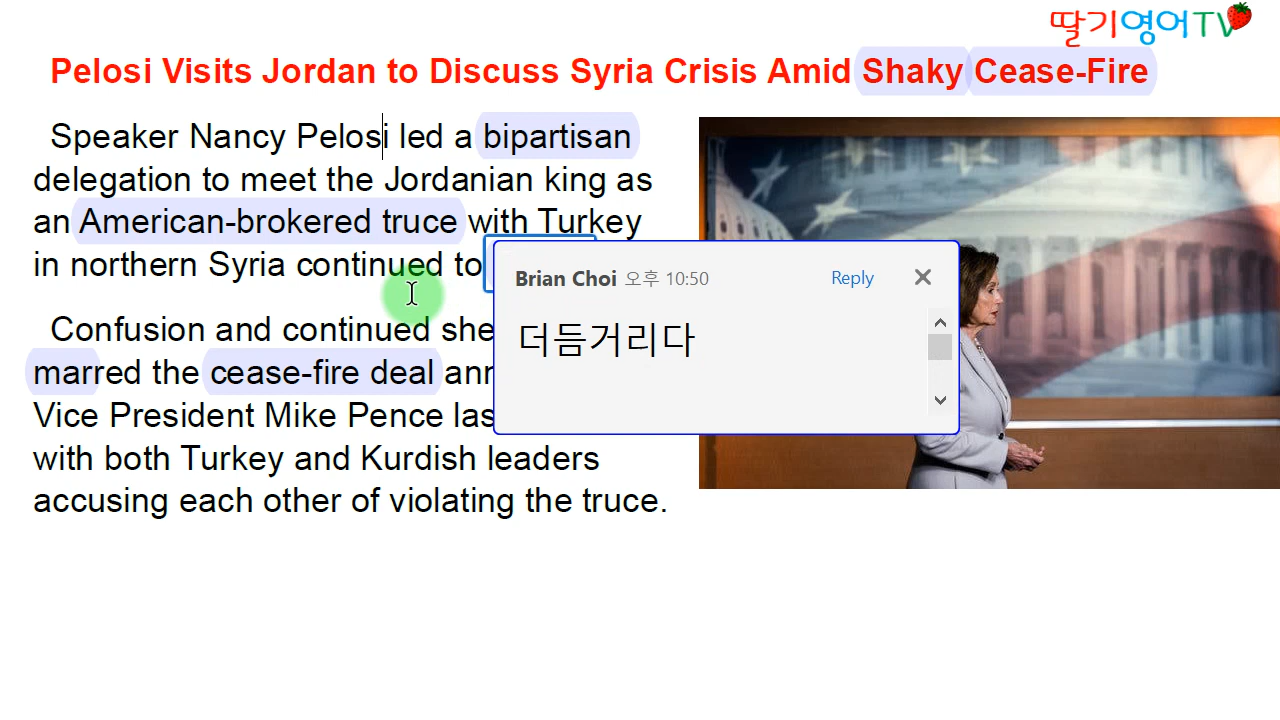 딸기영어TV
Pelosi Visits Jordan to Discuss Syria Crisis Amid Shaky Cease-Fire
Speaker Nancy Pelosi led a bipartisan
delegation to meet the Jordanian king as
an American-brokered truce with Turkey
in northern Syria continued to
Brian Choi 오후 10:50 Reply
더듬거리다
Confusion and continued
marred the cease-fire deal
Vice President Mike Pence
with both Turkey and Kurdish leaders
accusing each other of violating the truce.